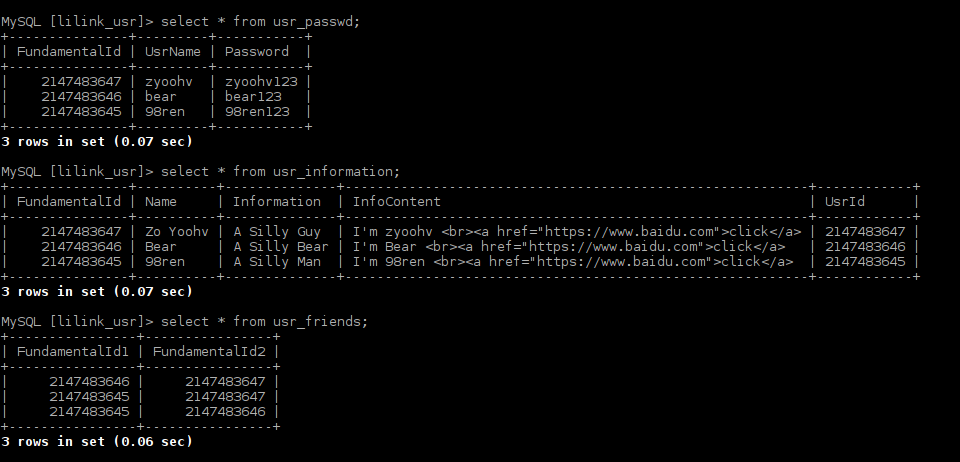 MySQL [lilink_usr]> select * from usr_passwd;
+---------------+---------+-----------+
| FundamentalId | UsrName | Password  |
+---------------+---------+-----------+
|    2147483647 | zyoohv  | zyoohv123 |
|    2147483646 | bear    | bear123   |
|    2147483645 | 98ren   | 98ren123  |
+---------------+---------+-----------+
3 rows in set (0.07 sec)
MySQL [lilink_usr]> select * from usr_information;
+---------------+-----------+--------------+----------------------------------------------------------+------------+
| FundamentalId | Name      | Information  | InfoContent                                              | UsrId      |
+---------------+-----------+--------------+----------------------------------------------------------+------------+
|    2147483647 | Zo Yoohv | A Silly Guy  | I'm zyoohv <br><a href="https://www.baidu.com">click</a> | 2147483647 |
|    2147483646 | Bear     | A Silly Bear | I'm Bear <br><a href="https://www.baidu.com">click</a>   | 2147483646 |
|    2147483645 | 98ren    | A Silly Man  | I'm 98ren <br><a href="https://www.baidu.com">click</a>  | 2147483645 |
+---------------+-----------+--------------+----------------------------------------------------------+------------+
3 rows in set (0.07 sec)
MySQL [lilink_usr]> select * from usr_friends;
+----------------+----------------+
| FundamentalId1 | FundamentalId2 |
+----------------+----------------+
|     2147483646 |     2147483647 |
|     2147483645 |     2147483647 |
|     2147483645 |     2147483646 |
+----------------+----------------+
3 rows in set (0.06 sec)